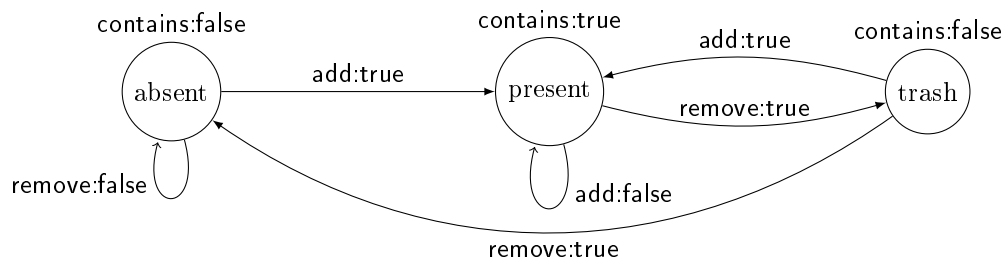 contains:false
contains:true
contains:false
absent
add:true
present
add:true
remove:true
trash
remove:false
add:false
remove:true